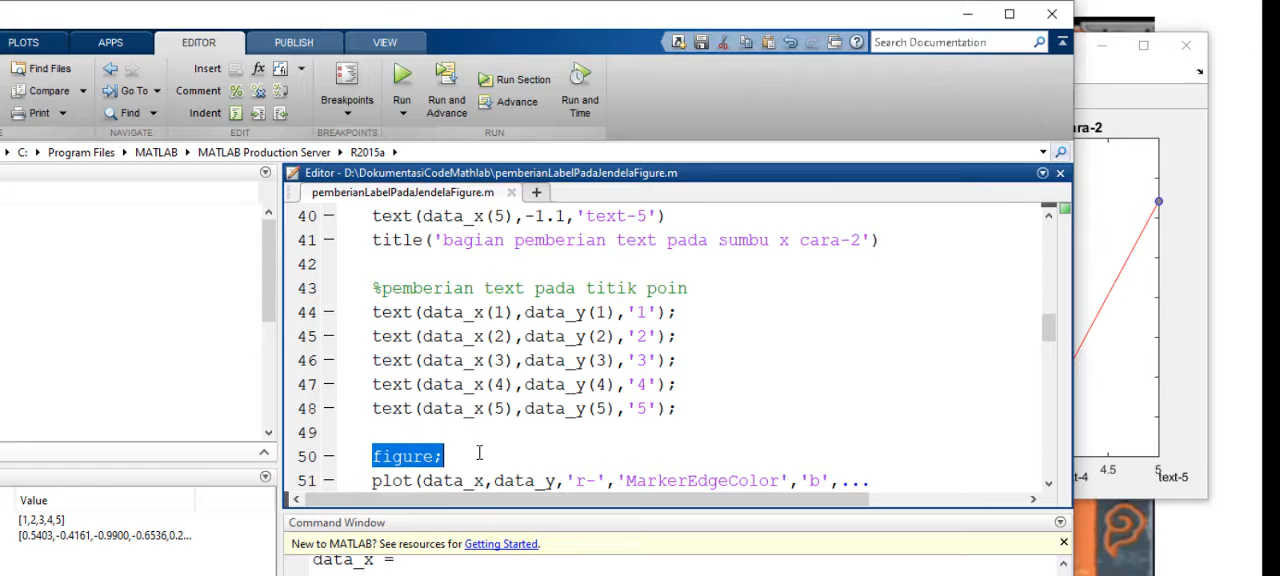 PLOTS APPS EDITOR PUBLISH VIEW Search Documentation
Find Files Insert fx Run Section
Compare Go To Comment Breakpoints Run Run and Advance Advance Run and Time
Print Find Indent
NAVIGATE EDIT BREAKPOINTS RUN
C: Program Files MATLAB MATLAB Production Server R2015a
Editor - D:\DokumentasiCodeMathlab\pemberianLabelPadaJendelaFigure.m
pemberianLabelPadaJendelaFigure.m
40 – text(data_x(5),-1.1,'text-5')
41 – title('bagian pemberian text pada sumbu x cara-2')
42
43 %pemberian text pada titik poin
44 – text(data_x(1),data_y(1),'1');
45 – text(data_x(2),data_y(2),'2');
46 – text(data_x(3),data_y(3),'3');
47 – text(data_x(4),data_y(4),'4');
48 – text(data_x(5),data_y(5),'5');
49
50 – figure;
51 – plot(data_x,data_y,'r-','MarkerEdgeColor','b',...
Value
[1,2,3,4,5]
[0.5403,-0.4161,-0.9900,-0.6536,0.2...
Command Window
New to MATLAB? See resources for Getting Started.
data_x =
ara-2
4.5 5
t-4 text-5